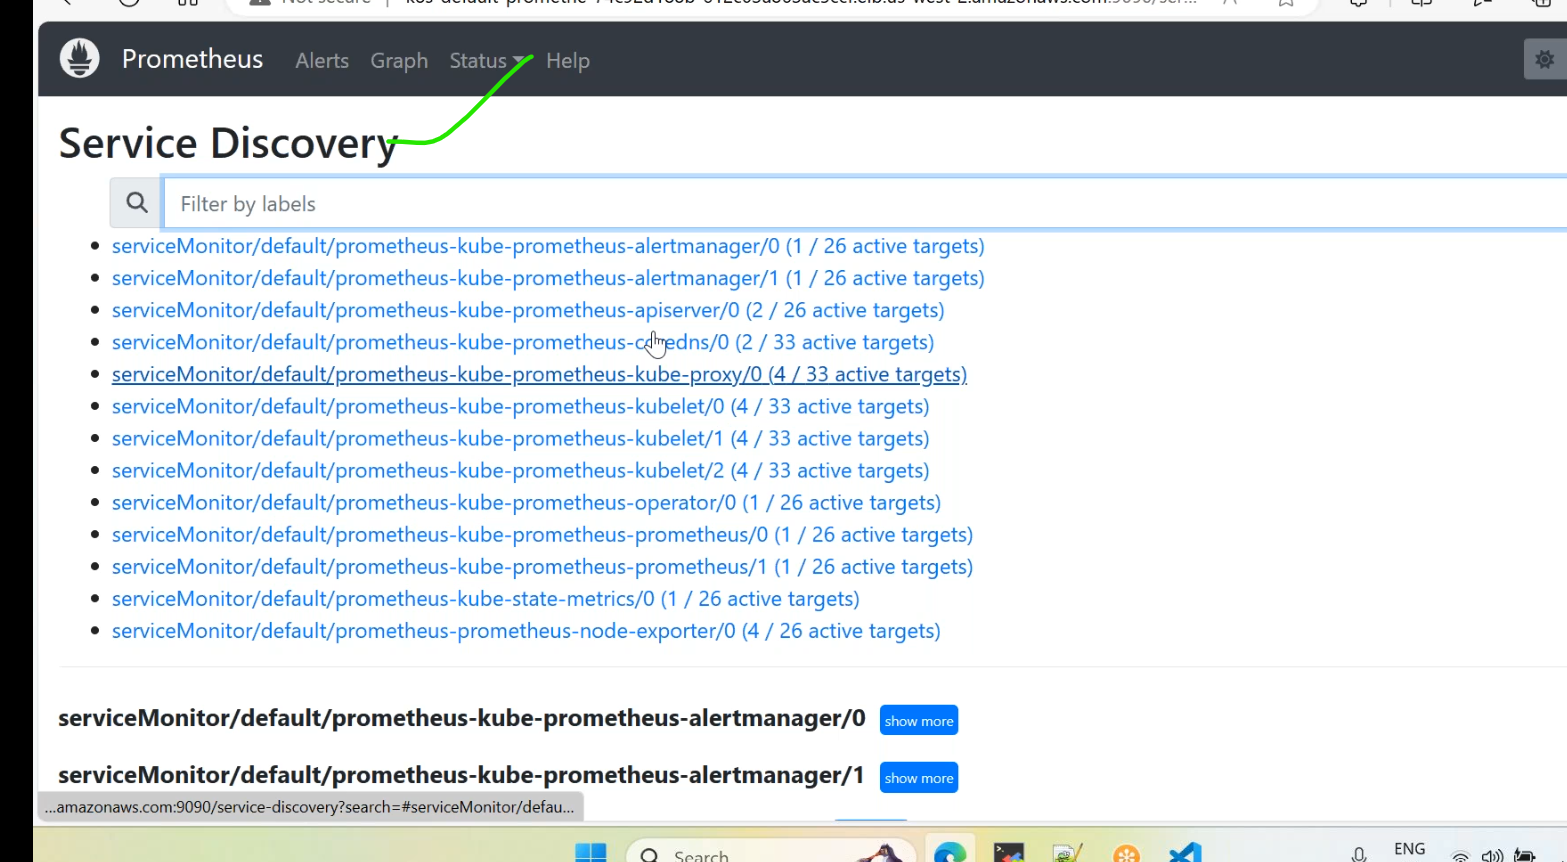 Prometheus Alerts Graph Status Help
Service Discovery
Filter by labels
serviceMonitor/default/prometheus-kube-prometheus-alertmanager/0 (1 / 26 active targets)
serviceMonitor/default/prometheus-kube-prometheus-alertmanager/1 (1 / 26 active targets)
serviceMonitor/default/prometheus-kube-prometheus-apiserver/0 (2 / 26 active targets)
serviceMonitor/default/prometheus-kube-prometheus-coredns/0 (2 / 33 active targets)
serviceMonitor/default/prometheus-kube-prometheus-kube-proxy/0 (4 / 33 active targets)
serviceMonitor/default/prometheus-kube-prometheus-kubelet/0 (4 / 33 active targets)
serviceMonitor/default/prometheus-kube-prometheus-kubelet/1 (4 / 33 active targets)
serviceMonitor/default/prometheus-kube-prometheus-kubelet/2 (4 / 33 active targets)
serviceMonitor/default/prometheus-kube-prometheus-operator/0 (1 / 26 active targets)
serviceMonitor/default/prometheus-kube-prometheus-prometheus/0 (1 / 26 active targets)
serviceMonitor/default/prometheus-kube-prometheus-prometheus/1 (1 / 26 active targets)
serviceMonitor/default/prometheus-kube-state-metrics/0 (1 / 26 active targets)
serviceMonitor/default/prometheus-prometheus-node-exporter/0 (4 / 26 active targets)
serviceMonitor/default/prometheus-kube-prometheus-alertmanager/0 show more
serviceMonitor/default/prometheus-kube-prometheus-alertmanager/1 show more
...amazonaws.com:9090/service-discovery?search=#serviceMonitor/defau...
Search
ENG